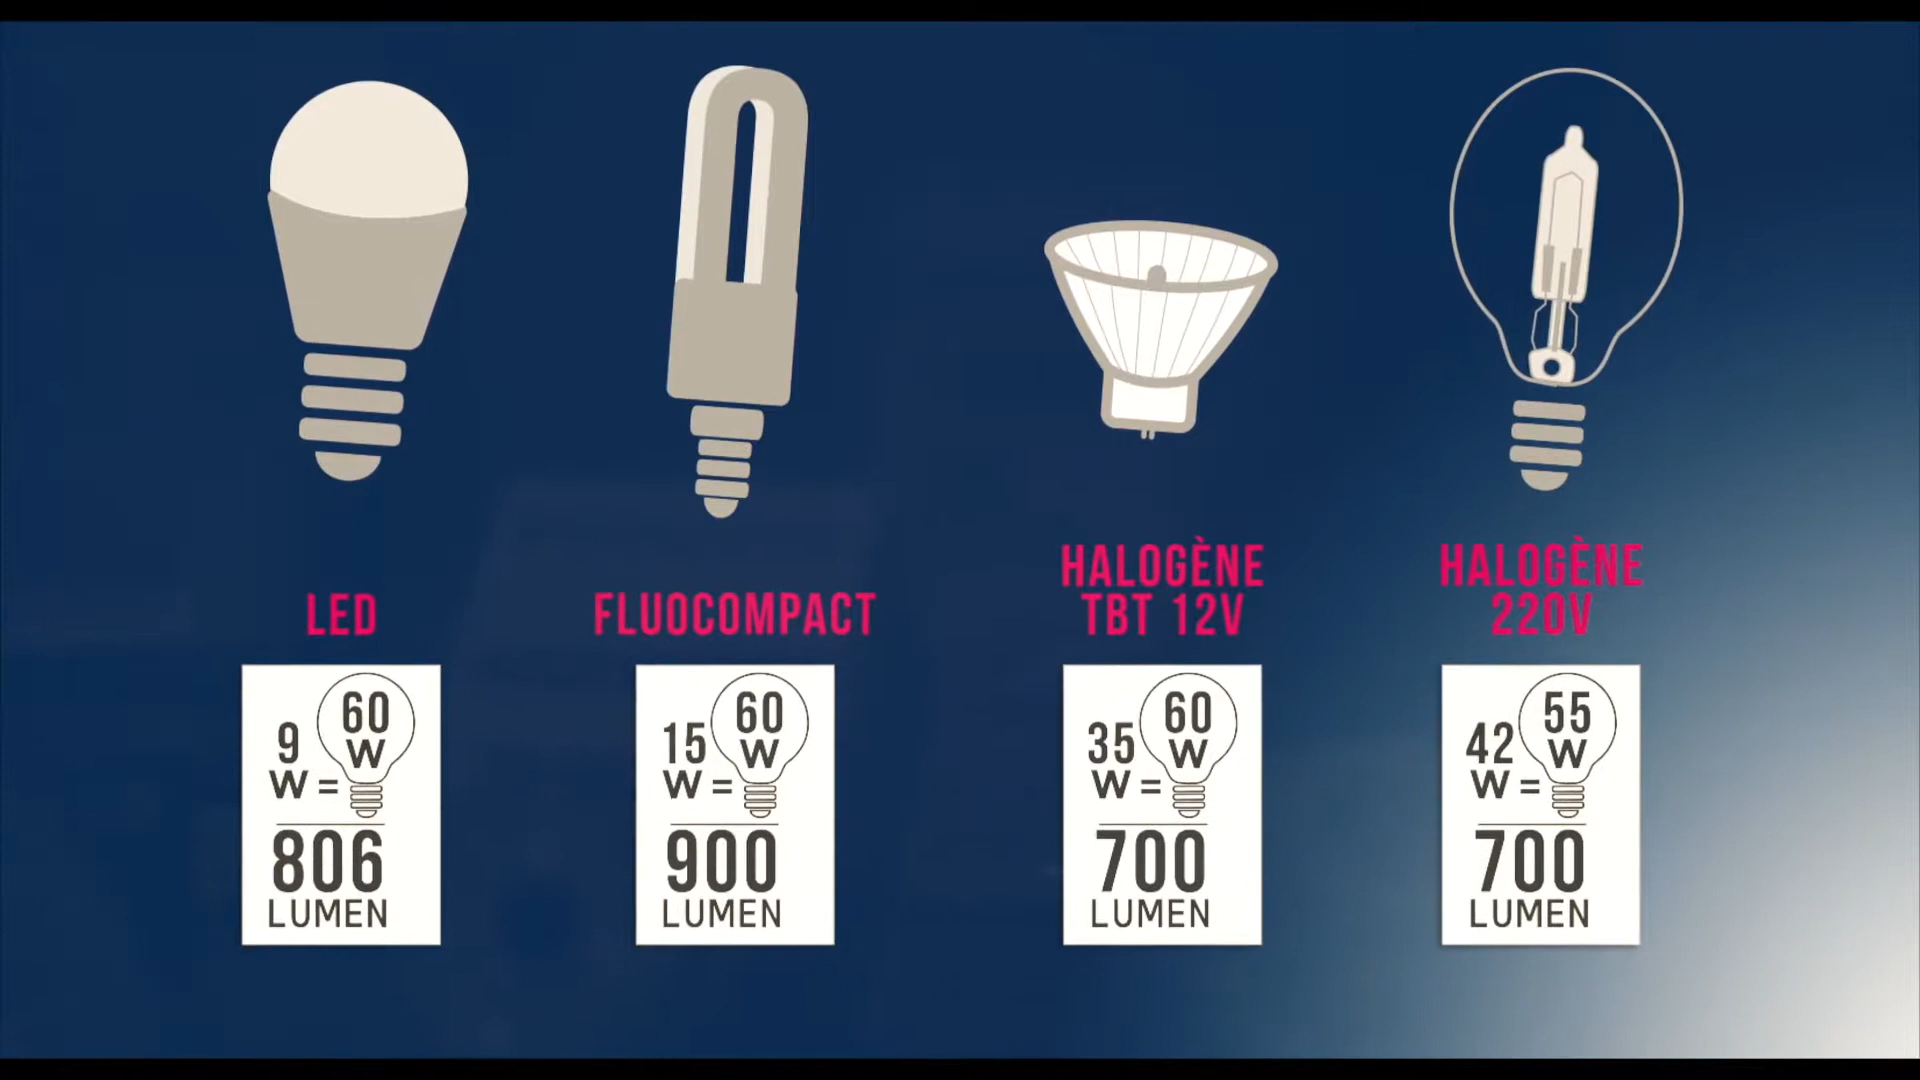 LED
9
W =
60
W
806
LUMEN
FLUOCOMPACT
15
W =
60
W
900
LUMEN
HALOGÈNE
TBT 12V
35
W =
60
W
700
LUMEN
HALOGÈNE
220V
42
W =
55
W
700
LUMEN